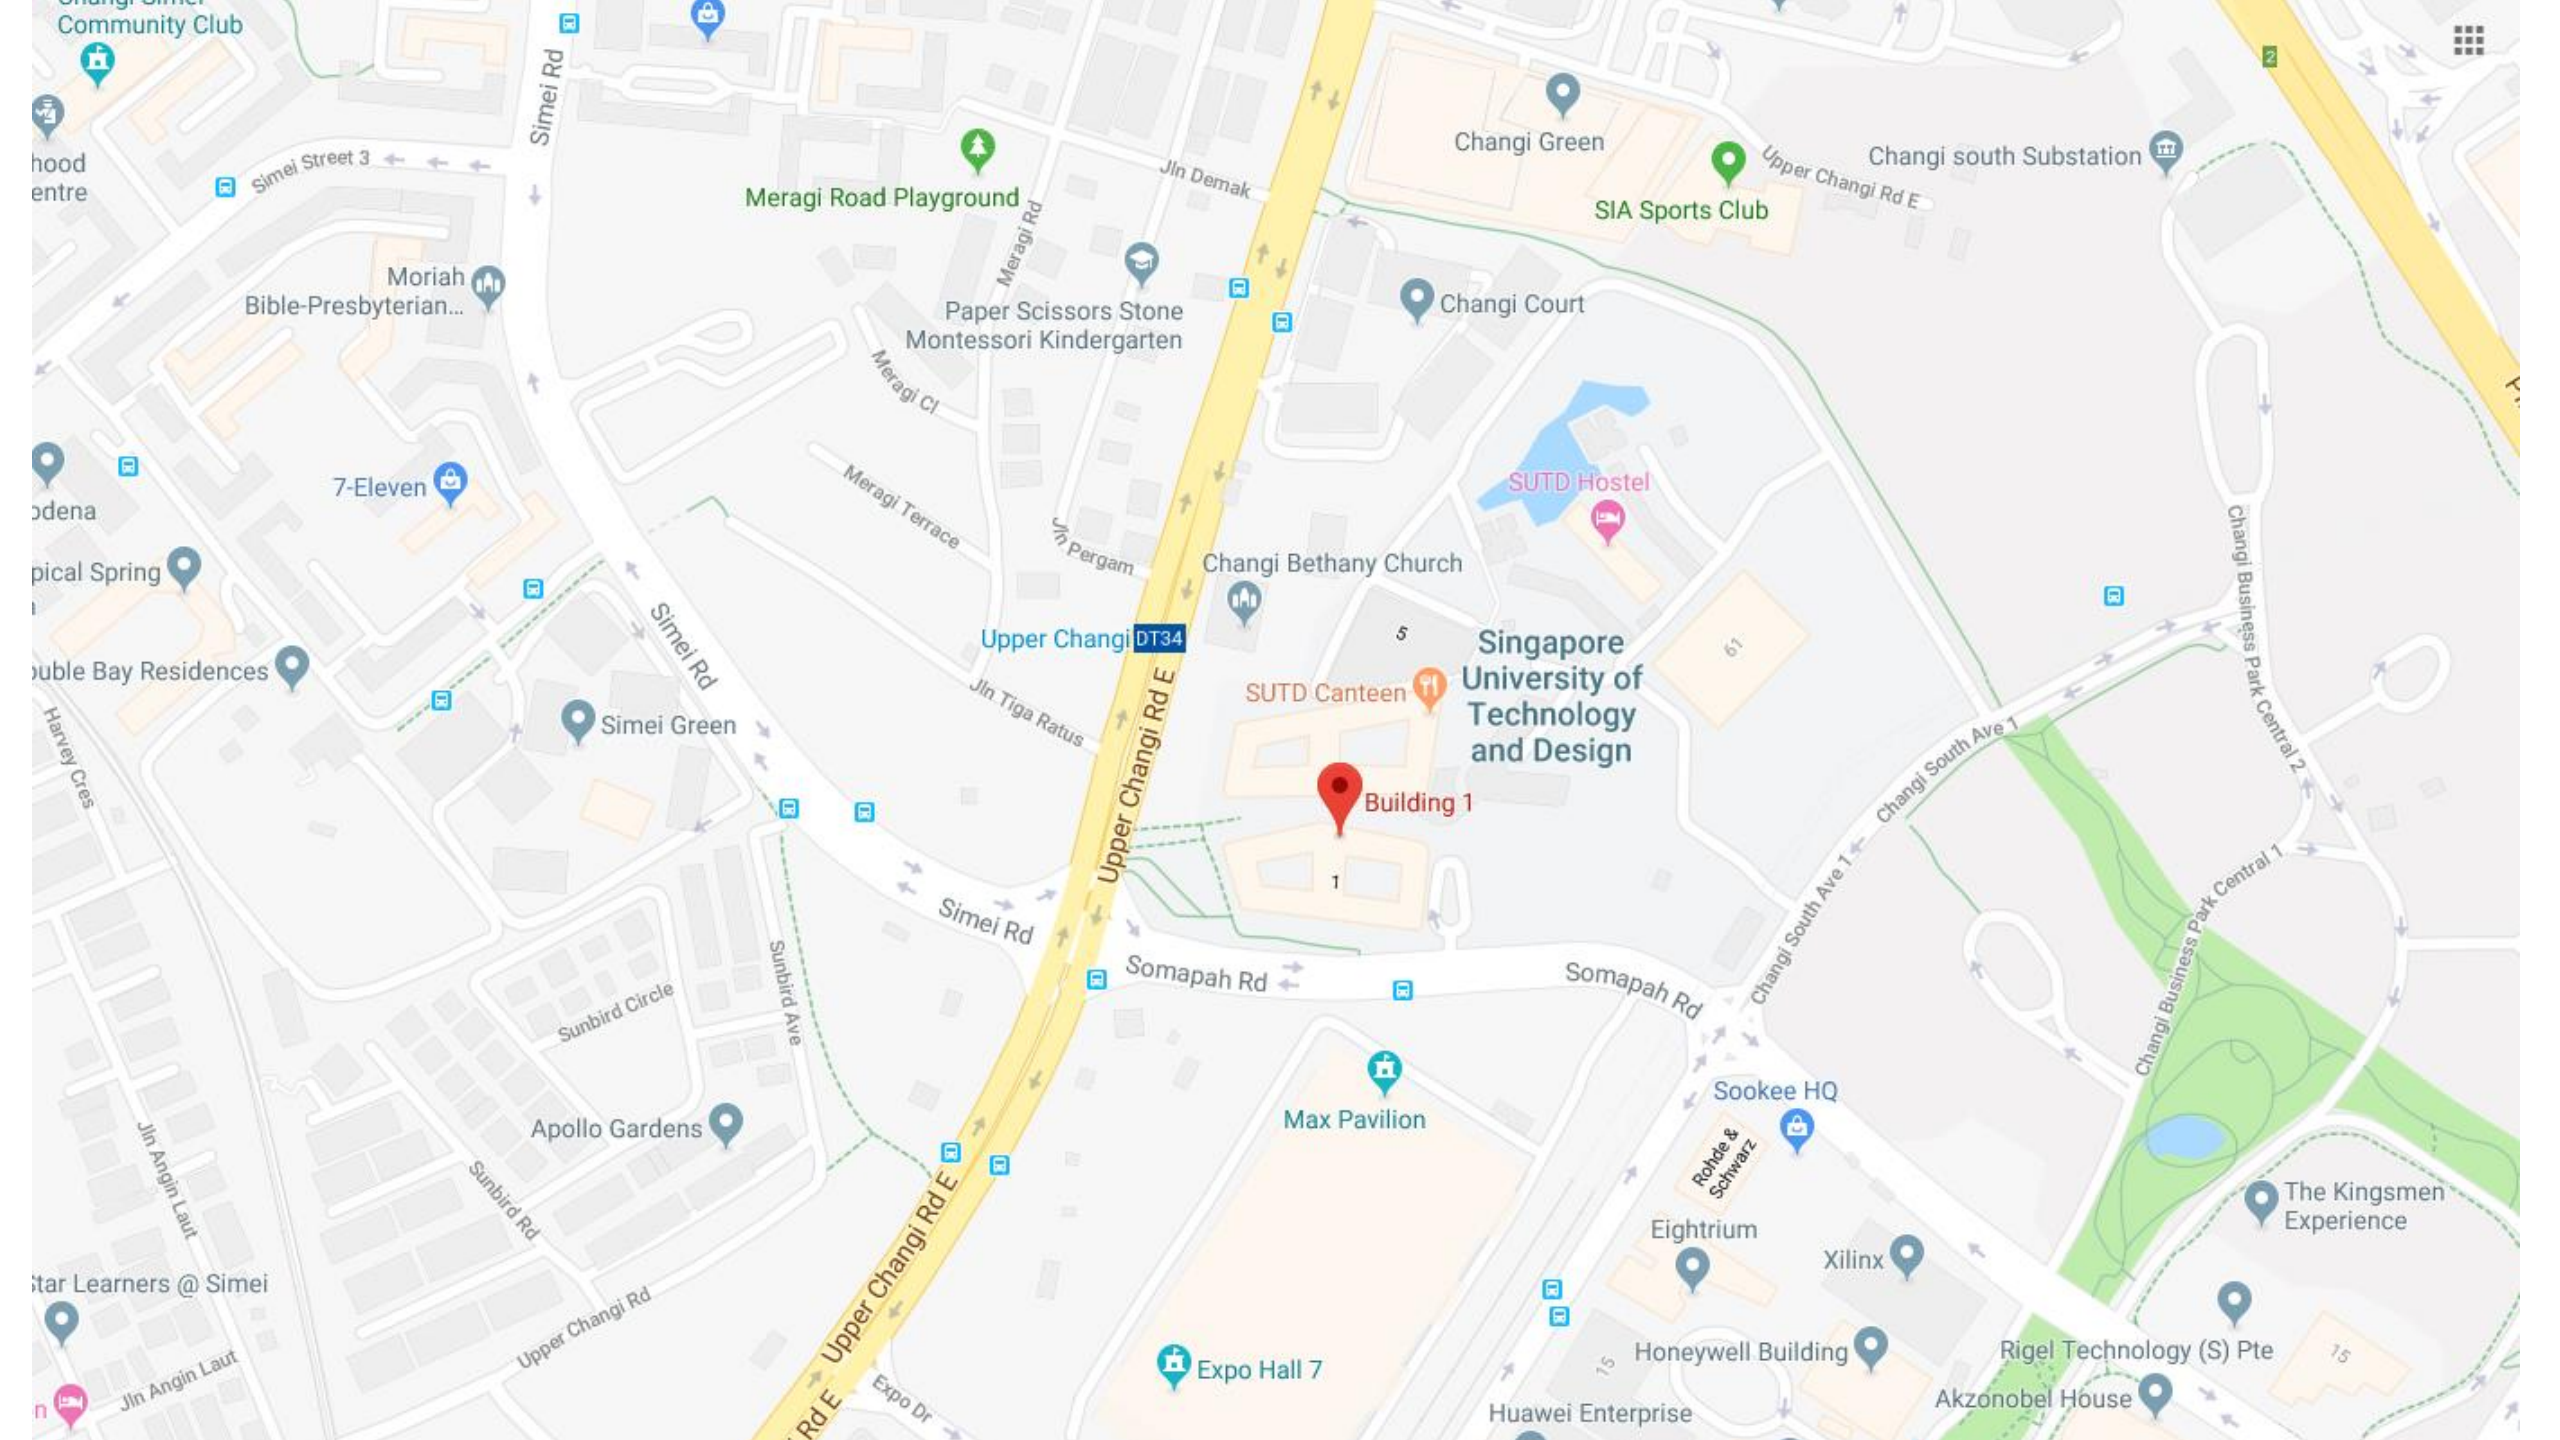 Community Club
Simei Rd
2
Changi Green
Simei Street 3
hood
entre
Meragi Road Playground
Jln Demak
SIA Sports Club
Upper Changi Rd E
Changi south Substation
Meragi Rd
Moriah
Bible-Presbyterian...
Paper Scissors Stone
Montessori Kindergarten
Changi Court
Meragi Cl
7-Eleven
odena
Meragi Terrace
Jln Pergam
SUTD Hostel
Changi Bethany Church
Changi Business Park Central 2
pical Spring
Simei Rd
Upper Changi DT34
5
61
Singapore
University of
Technology
and Design
SUTD Canteen
ouble Bay Residences
Jln Tiga Ratus
Upper Changi Rd E
Simei Green
Harvey Cres
Changi South Ave 1
Building 1
1
Changi South Ave 1
Changi Business Park Central 1
Simei Rd
Somapah Rd
Somapah Rd
Sunbird Ave
Sunbird Circle
Max Pavilion
Sookee HQ
Apollo Gardens
Rohde &
Schwarz
Jln Angin Laut
Sunbird Rd
Upper Changi Rd E
The Kingsmen
Experience
Eightrium
Xilinx
Star Learners @ Simei
Upper Changi Rd
Honeywell Building
15
Rigel Technology (S) Pte
15
Expo Hall 7
Jln Angin Laut
Expo Dr
Akzonobel House
Huawei Enterprise
n
Rd E